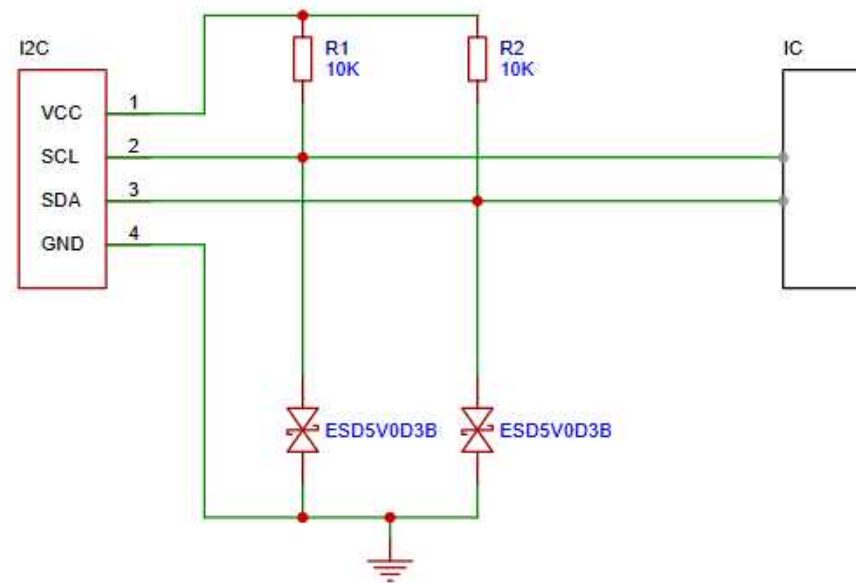 I2C
VCC 1
SCL 2
SDA 3
GND 4
R1
10K
R2
10K
IC
ESD5V0D3B
ESD5V0D3B